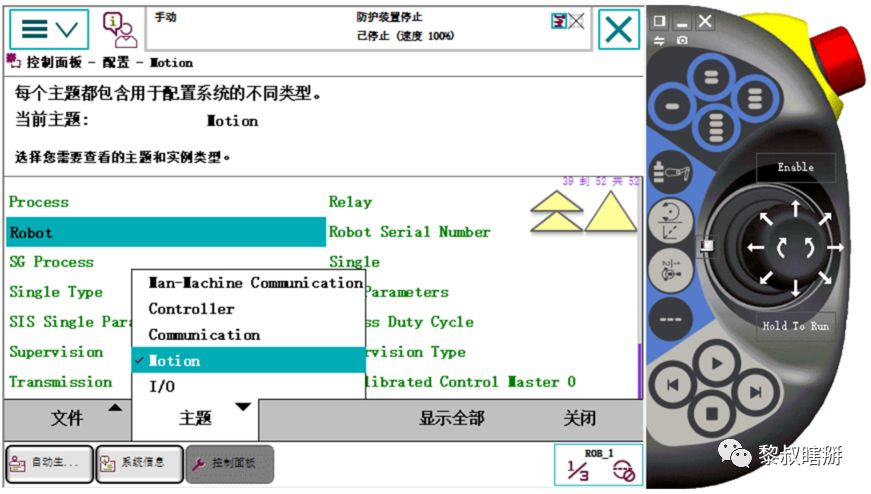 手动
防护装置停止
已停止 (速度 100%)
控制面板 - 配置 - Motion
每个主题都包含用于配置系统的不同类型。
当前主题: Motion
选择您需要查看的主题和实例类型。
39 到 52 共 52
Process Relay
Robot Robot Serial Number
SG Process Single
Single Type Parameters
SIS Single Para ss Duty Cycle
Supervision rvision Type
Transmission librated Control Master 0
Man-Machine Communication
Controller
Communication
Motion
I/O
文件 主题 显示全部 关闭
自动生... 系统信息 控制面板
ROB_1
1/3
Enable
Hold To Run
黎叔瞎掰